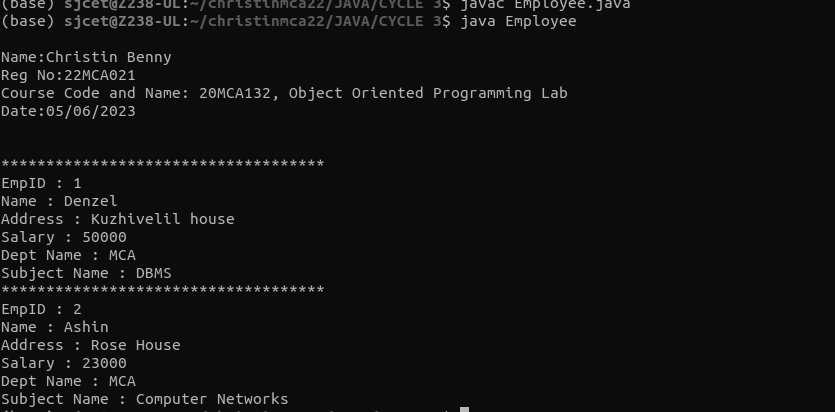 (base) sjcet@Z238-UL:~/christinmca22/JAVA/CYCLE 3$ javac Employee.java
(base) sjcet@Z238-UL:~/christinmca22/JAVA/CYCLE 3$ java Employee
Name:Christin Benny
Reg No:22MCA021
Course Code and Name: 20MCA132, Object Oriented Programming Lab
Date:05/06/2023
************************************
EmpID : 1
Name : Denzel
Address : Kuzhivelil house
Salary : 50000
Dept Name : MCA
Subject Name : DBMS
************************************
EmpID : 2
Name : Ashin
Address : Rose House
Salary : 23000
Dept Name : MCA
Subject Name : Computer Networks